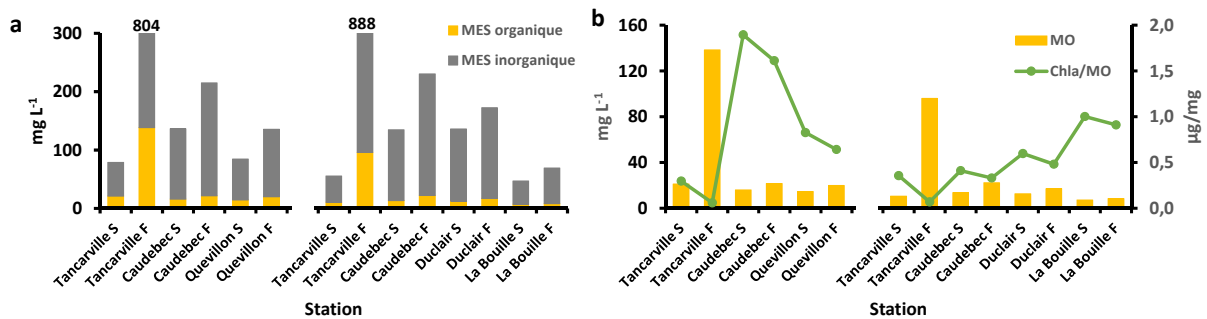 a
804
888
300
200
100
0
mg L⁻¹
MES organique
MES inorganique
Tancarville S
Tancarville F
Caudebec S
Caudebec F
Quevillon S
Quevillon F
Tancarville S
Tancarville F
Caudebec S
Caudebec F
Duclair S
Duclair F
La Bouille S
La Bouille F
Station
b
160
120
80
40
0
mg L⁻¹
MO
Chla/MO
2,0
1,5
1,0
0,5
0,0
µg/mg
Tancarville S
Tancarville F
Caudebec S
Caudebec F
Quevillon S
Quevillon F
Tancarville S
Tancarville F
Caudebec S
Caudebec F
Duclair S
Duclair F
La Bouille S
La Bouille F
Station